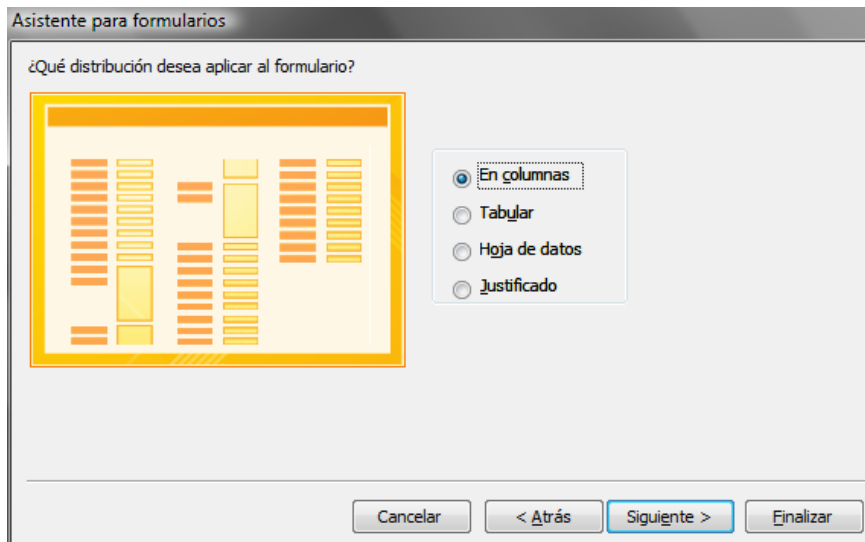 Asistente para formularios
¿Qué distribución desea aplicar al formulario?
En columnas
Tabular
Hoja de datos
Justificado
Cancelar
< Atrás
Siguiente >
Finalizar